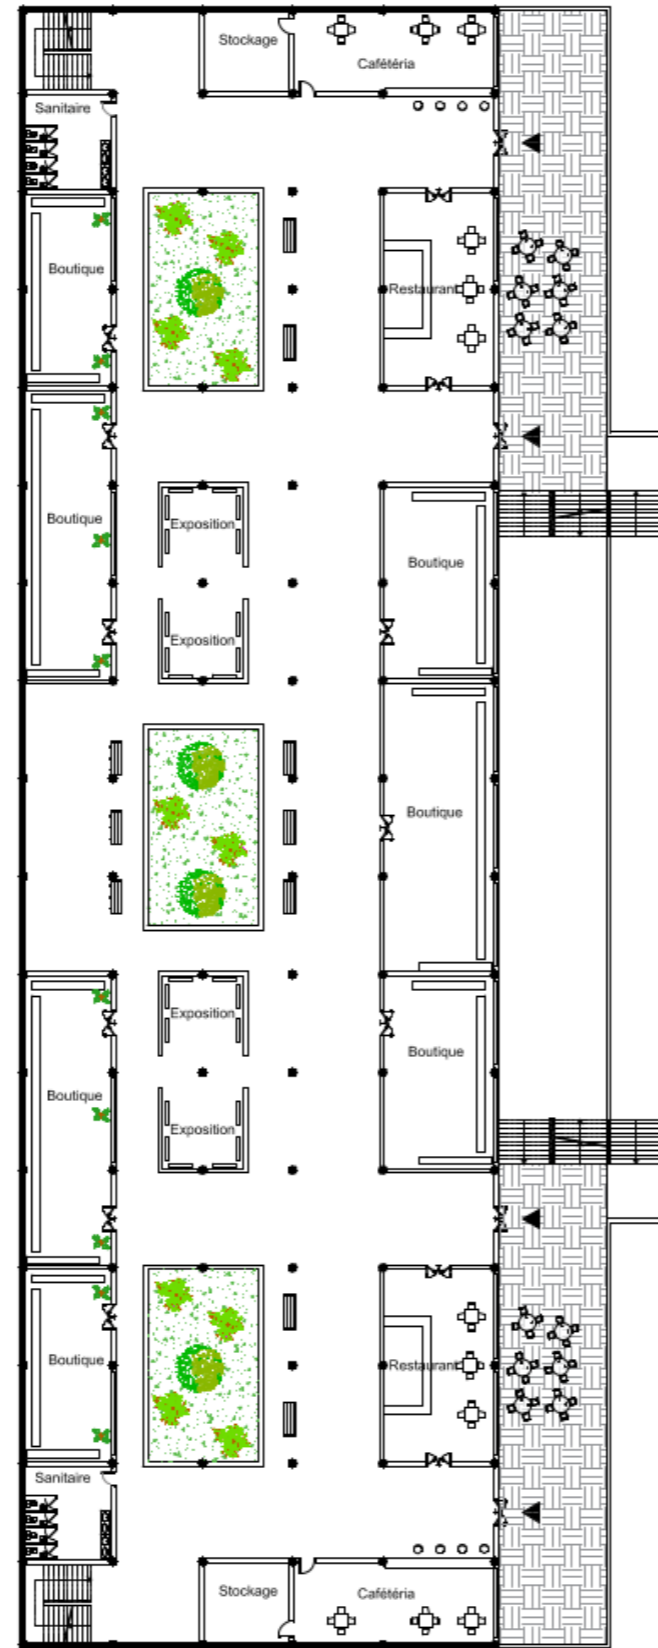 Stockage
Cafétéria
Sanitaire
Boutique
Restaurant
Boutique
Exposition
Boutique
Exposition
Boutique
Exposition
Boutique
Boutique
Exposition
Boutique
Restaurant
Sanitaire
Stockage
Cafétéria